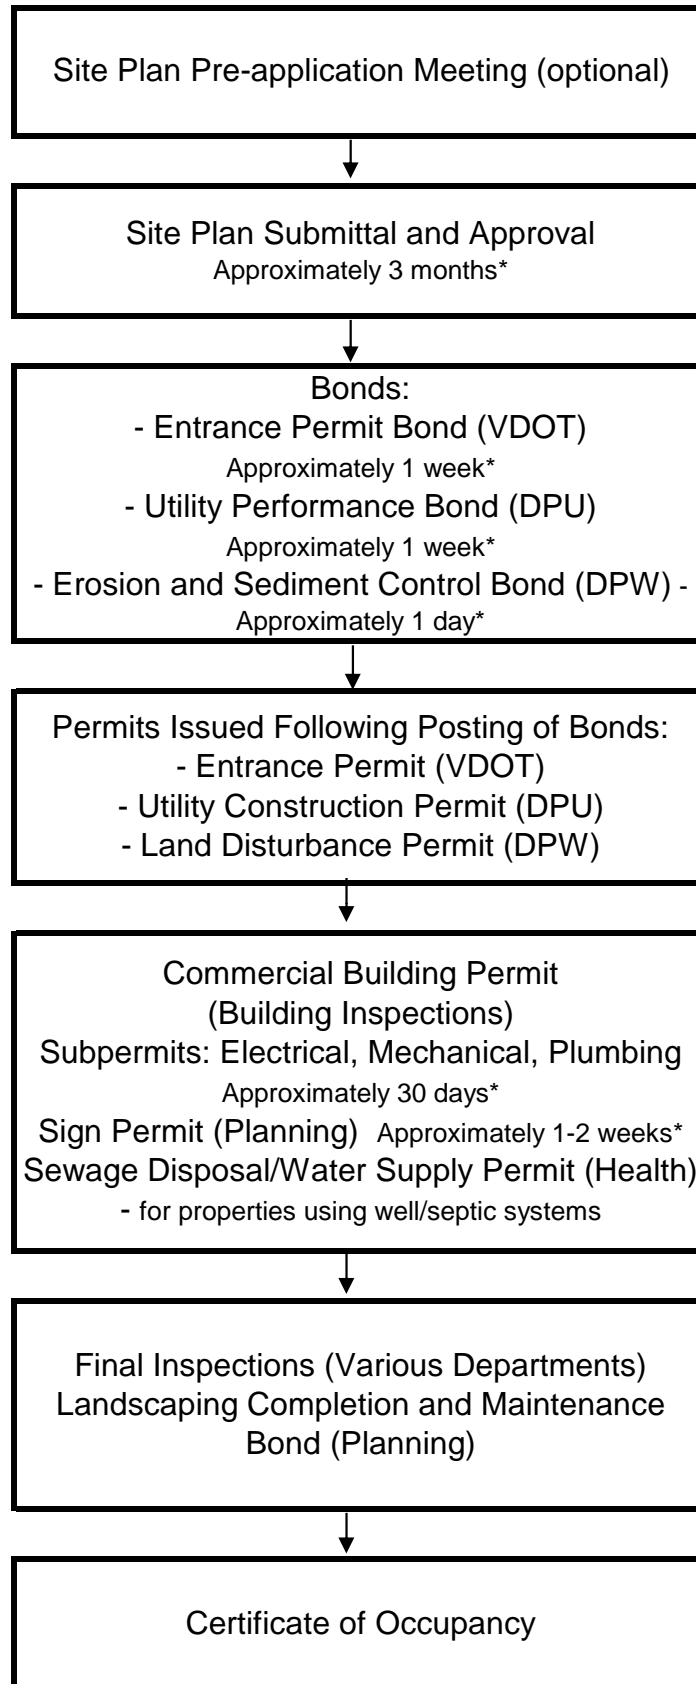 Site Plan Pre-application Meeting (optional)
Site Plan Submittal and Approval
Approximately 3 months*
Bonds:
- Entrance Permit Bond (VDOT)
Approximately 1 week*
- Utility Performance Bond (DPU)
Approximately 1 week*
- Erosion and Sediment Control Bond (DPW) -
Approximately 1 day*
Permits Issued Following Posting of Bonds:
- Entrance Permit (VDOT)
- Utility Construction Permit (DPU)
- Land Disturbance Permit (DPW)
Commercial Building Permit
(Building Inspections)
Subpermits: Electrical, Mechanical, Plumbing
Approximately 30 days*
Sign Permit (Planning) Approximately 1-2 weeks*
Sewage Disposal/Water Supply Permit (Health)
- for properties using well/septic systems
Final Inspections (Various Departments)
Landscaping Completion and Maintenance
Bond (Planning)
Certificate of Occupancy